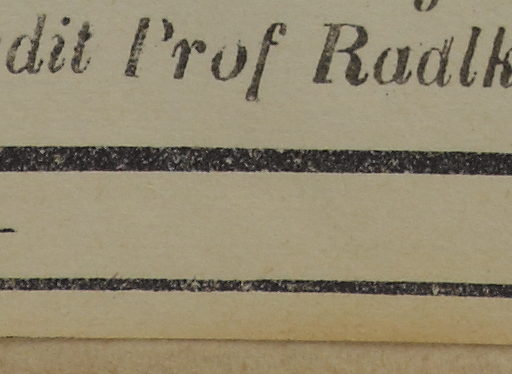 dit Prof Radlk